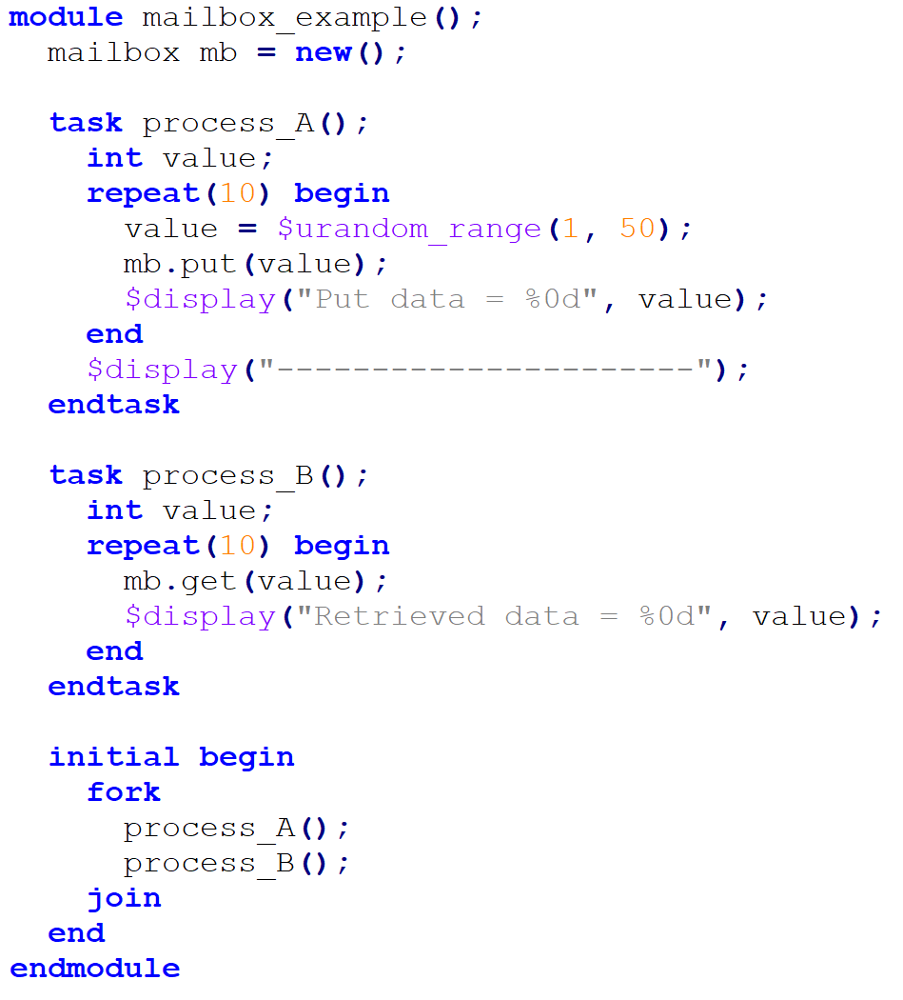 module mailbox_example();
  mailbox mb = new();

  task process_A();
    int value;
    repeat(10) begin
      value = $urandom_range(1, 50);
      mb.put(value);
      $display("Put data = %0d", value);
    end
    $display("----------------------");
  endtask

  task process_B();
    int value;
    repeat(10) begin
      mb.get(value);
      $display("Retrieved data = %0d", value);
    end
  endtask

  initial begin
    fork
      process_A();
      process_B();
    join
  end
endmodule